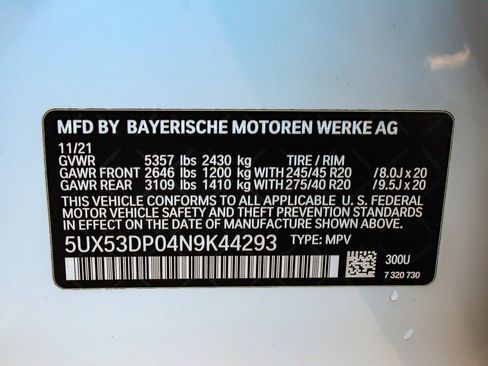 MFD BY BAYERISCHE MOTOREN WERKE AG
11/21
GVWR 5357 lbs 2430 kg TIRE / RIM
GAWR FRONT 2646 lbs 1200 kg WITH 245/45 R20 /8.0J x 20
GAWR REAR 3109 lbs 1410 kg WITH 275/40 R20 /9.5J x 20
THIS VEHICLE CONFORMS TO ALL APPLICABLE U. S. FEDERAL
MOTOR VEHICLE SAFETY AND THEFT PREVENTION STANDARDS
IN EFFECT ON THE DATE OF MANUFACTURE SHOWN ABOVE.
5UX53DP04N9K44293 TYPE: MPV
300U
7 320 730